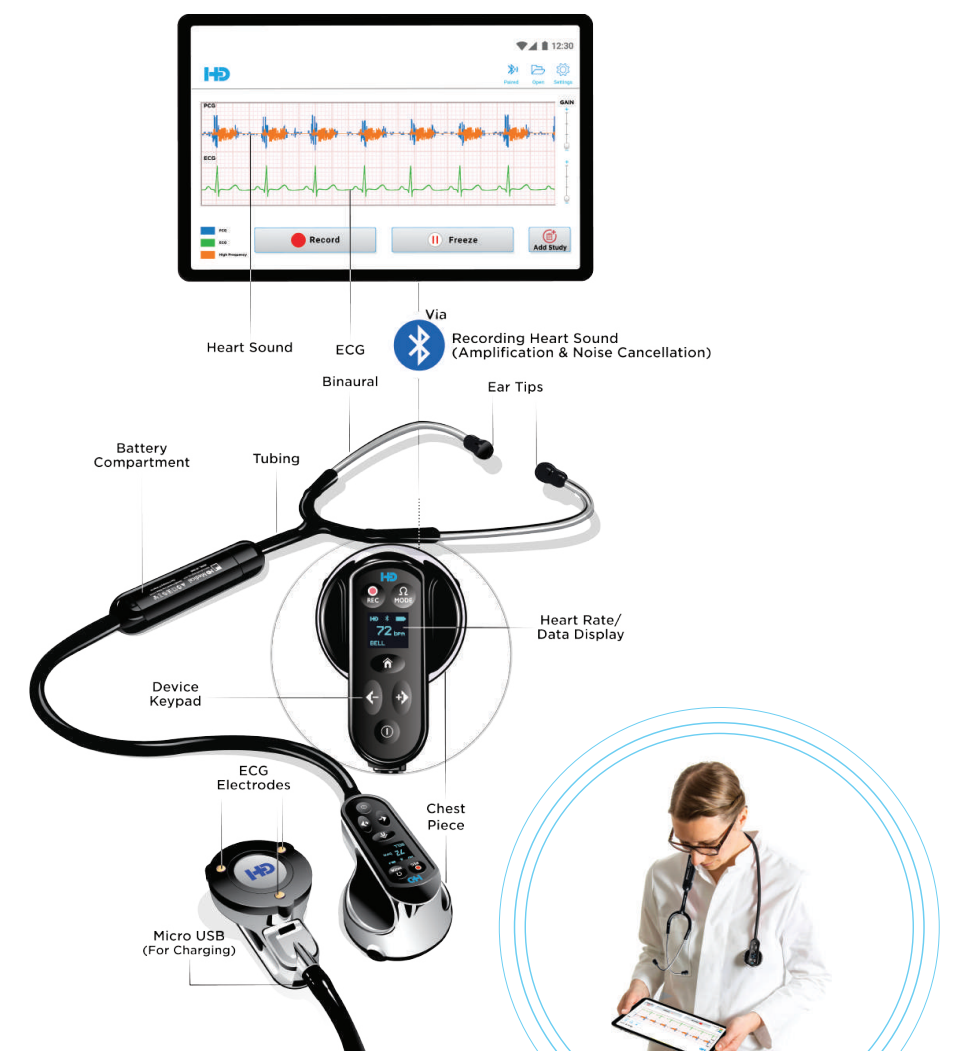 12:30
HD
Paired
Open
Settings
PCG
GAIN
ECG
PCG
ECG
High Frequency
Record
Freeze
Add Study
Via
Heart Sound
ECG
Recording Heart Sound
(Amplification & Noise Cancellation)
Binaural
Ear Tips
Battery
Compartment
Tubing
HD
REC
MODE
HD
72 bpm
BELL
Heart Rate/
Data Display
Device
Keypad
ECG
Electrodes
Chest
Piece
72
HD
HD
Micro USB
(For Charging)